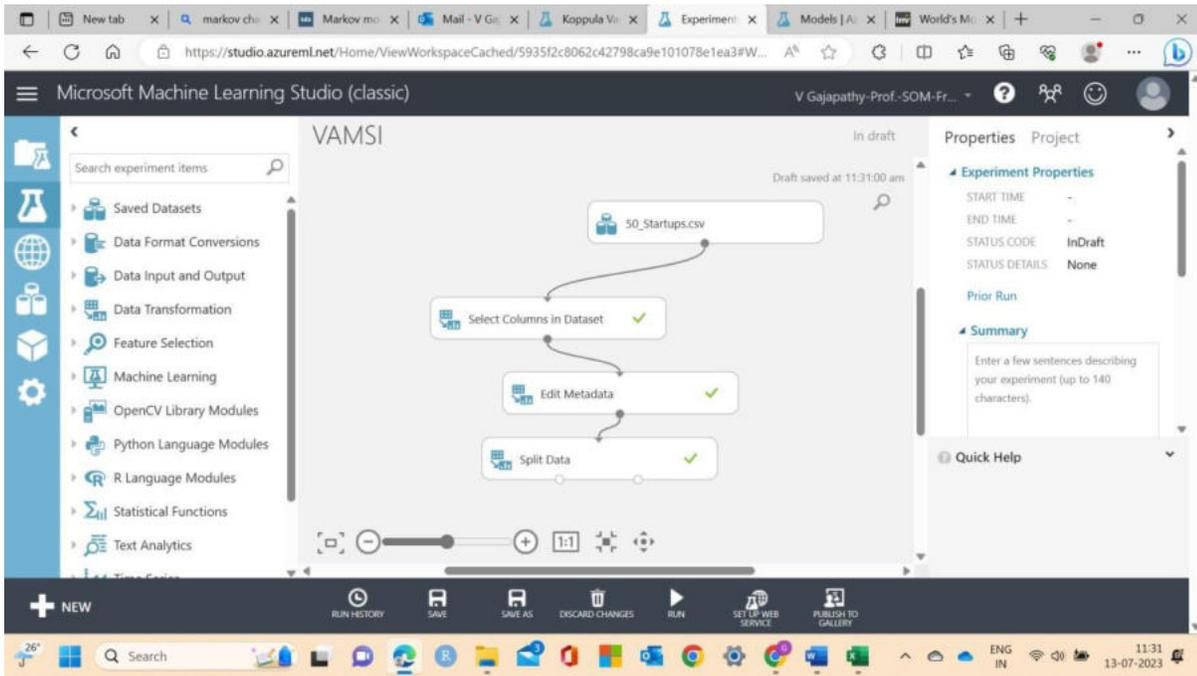 New tab
markov cha
Markov mo
Mail - V Ga
Koppula Va
Experiment
Models | A
World's Mo
https://studio.azureml.net/Home/ViewWorkspaceCached/5935f2c8062c42798ca9e101078e1ea3#W...
Microsoft Machine Learning Studio (classic)
V Gajapathy-Prof.-SOM-Fr...
Search experiment items
Saved Datasets
Data Format Conversions
Data Input and Output
Data Transformation
Feature Selection
Machine Learning
OpenCV Library Modules
Python Language Modules
R Language Modules
Statistical Functions
Text Analytics
Time Series
VAMSI
In draft
Draft saved at 11:31:00 am
50_Startups.csv
Select Columns in Dataset
Edit Metadata
Split Data
1:1
Properties Project
Experiment Properties
START TIME -
END TIME -
STATUS CODE InDraft
STATUS DETAILS None
Prior Run
Summary
Enter a few sentences describing
your experiment (up to 140
characters).
Quick Help
NEW
RUN HISTORY
SAVE
SAVE AS
DISCARD CHANGES
RUN
SET UP WEB
SERVICE
PUBLISH TO
GALLERY
26°
Search
ENG
IN
11:31
13-07-2023